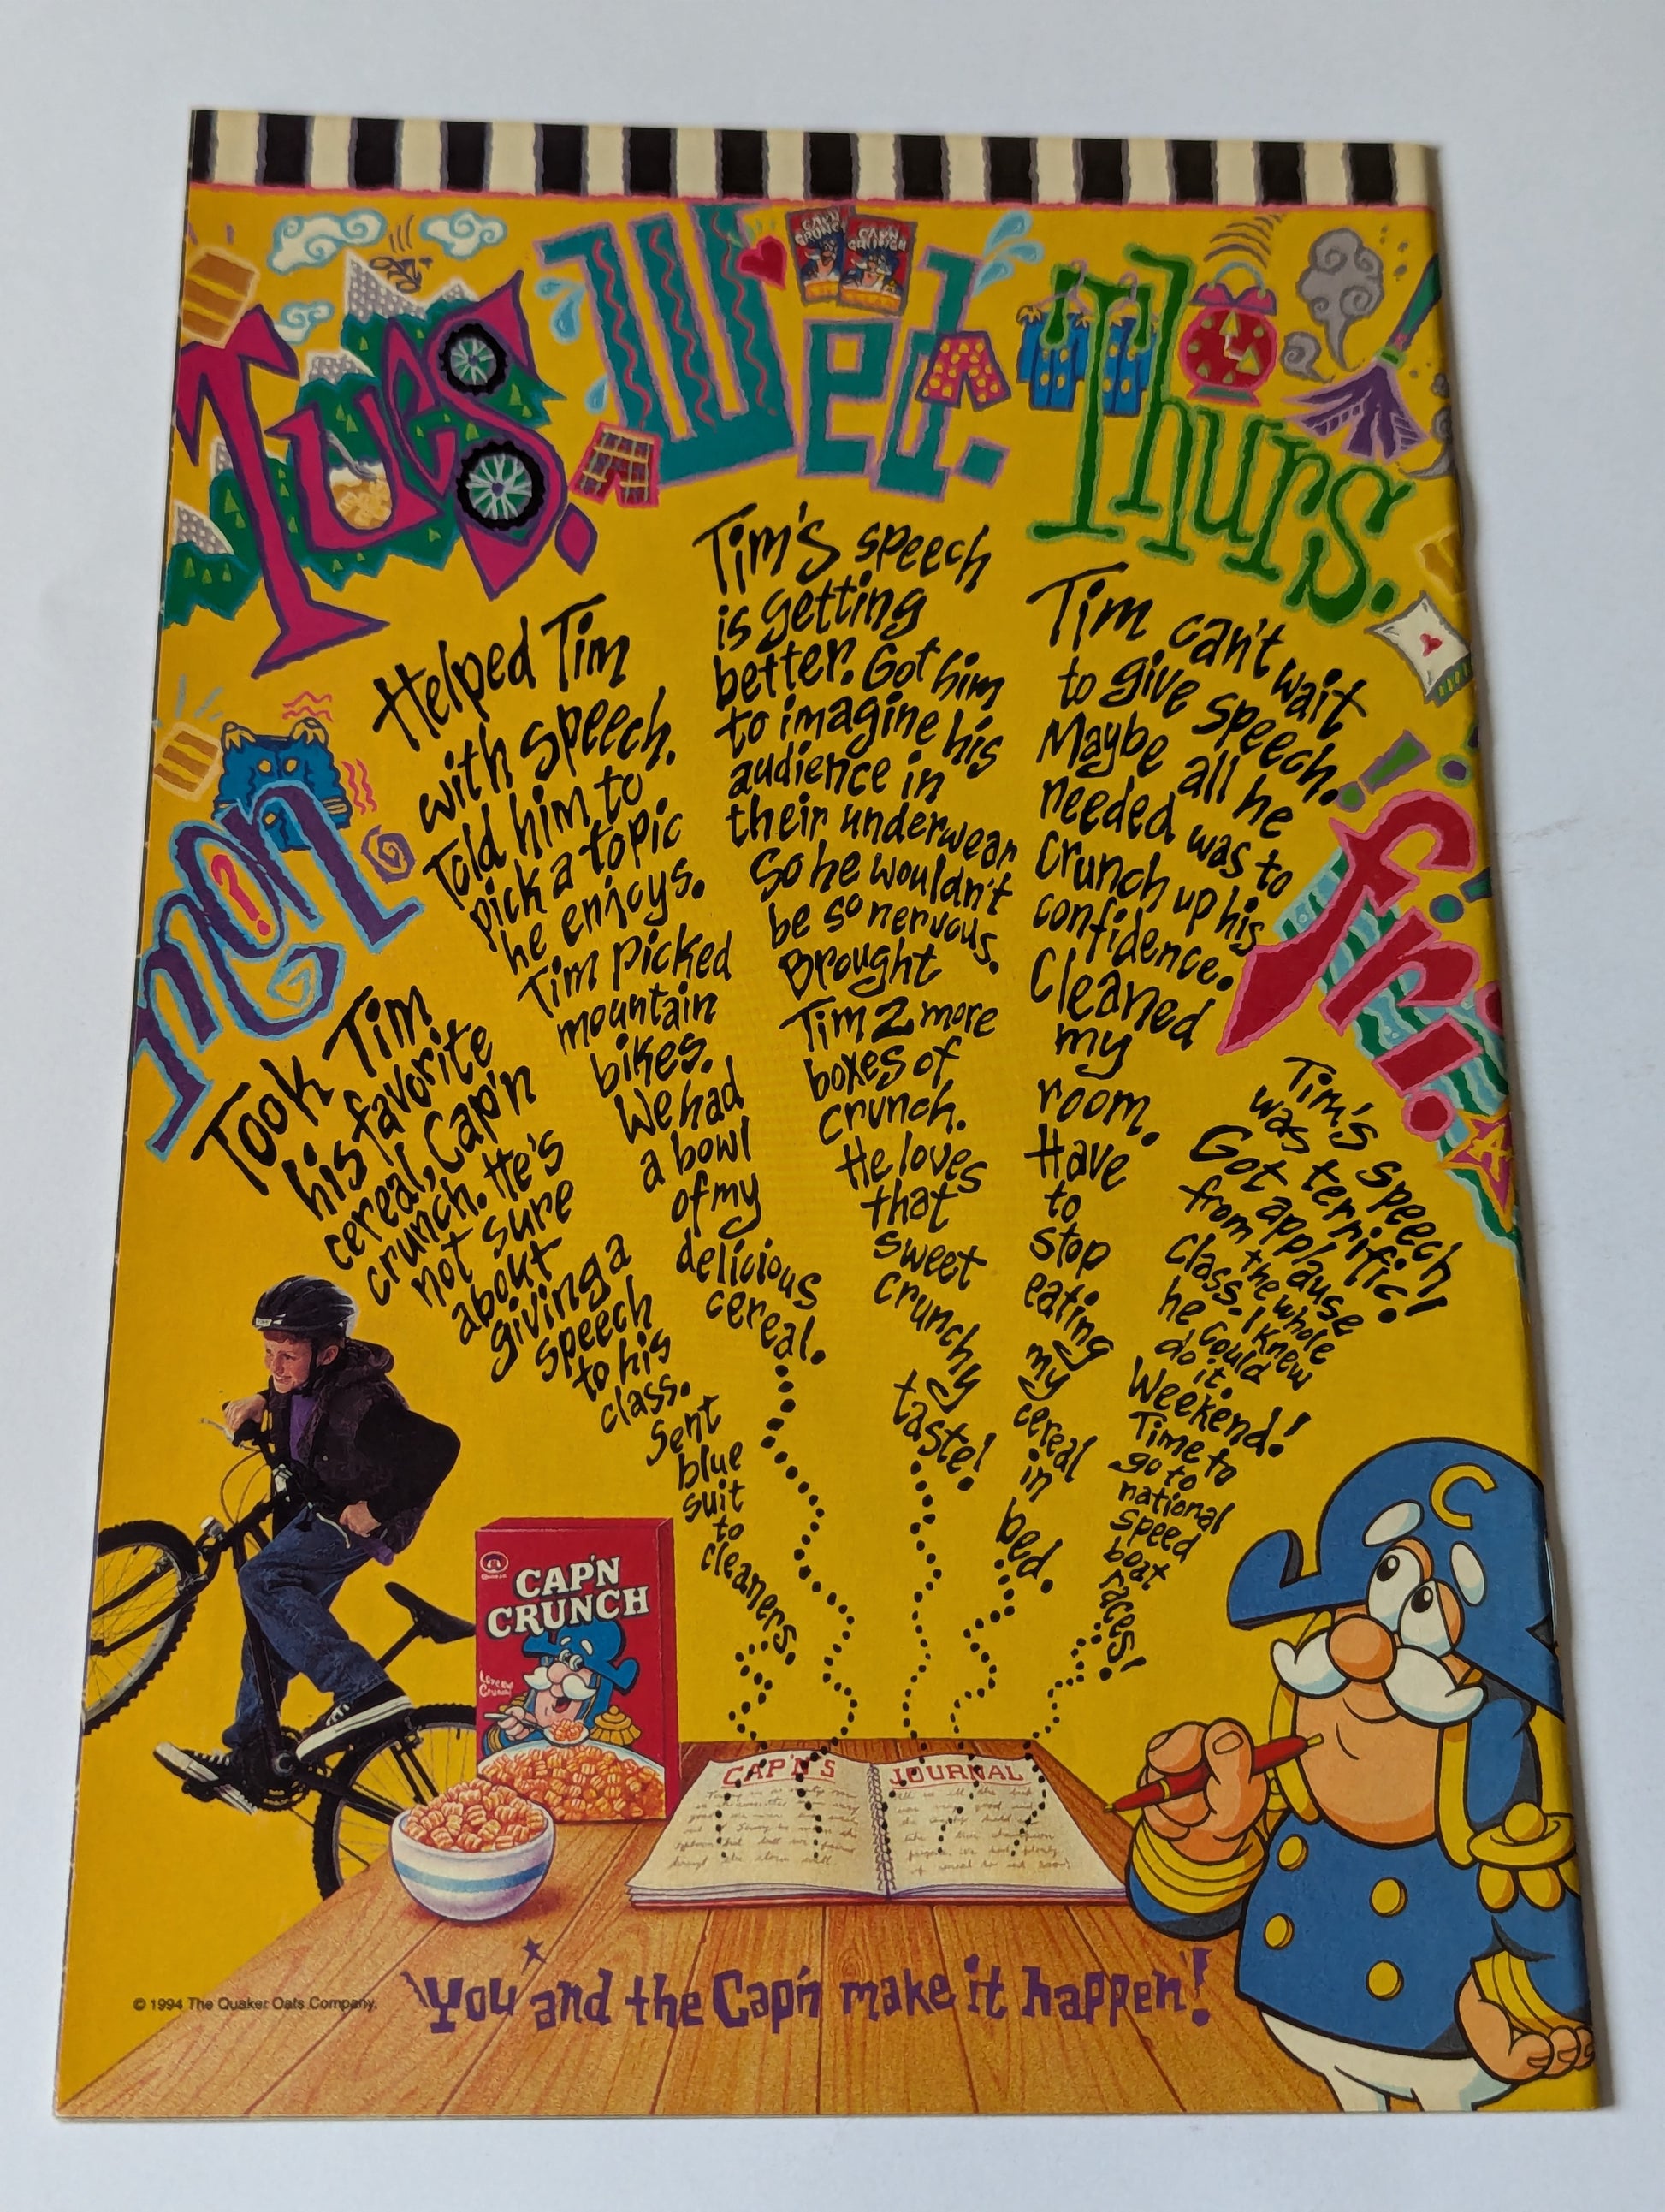 Mon.
Took Tim
his favorite
cereal, Cap'n
crunch. He's
not sure
about
giving a
speech
to his
class.
Sent
blue
suit
to
cleaners.
Tues.
Helped Tim
with speech.
Told him to
pick a topic
he enjoys.
Tim picked
mountain
bikes.
We had
a bowl
of my
delicious
cereal.
Wed.
CAP'N
CRUNCH
CAP'N
CRUNCH
Tim's speech
is getting
better. Got him
to imagine his
audience in
their underwear
So he wouldn't
be so nervous.
Brought
Tim 2 more
boxes of
crunch.
He loves
that
sweet
crunchy
taste!
Thurs.
Tim can't wait
to give speech.
Maybe all he
needed was to
crunch up his
confidence.
Cleaned
my
room.
Have
to
stop
eating
my
cereal
in
bed.
Fri.
Tim's speech
was terrific!
Got applause
from the whole
class. I knew
he could
do it.
Weekend!
Time to
go to
national
speed
boat
races!
QUAKER
CAP'N
CRUNCH
CAP'N'S JOURNAL
C
You and the Cap'n make it happen!
© 1994 The Quaker Oats Company.